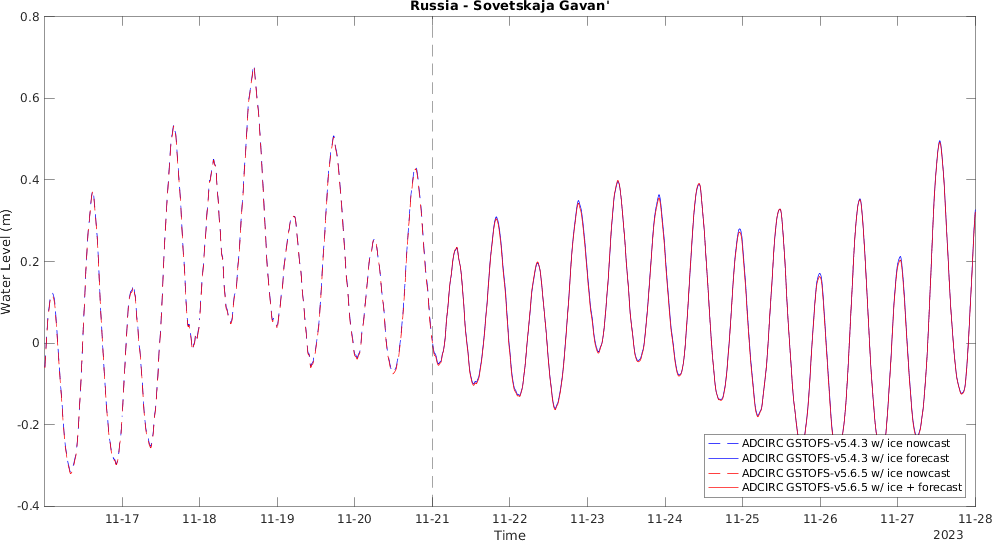 Russia - Sovetskaja Gavan'
Water Level (m)
0.8
0.6
0.4
0.2
0
-0.2
-0.4
ADCIRC GSTOFS-v5.4.3 w/ ice nowcast
ADCIRC GSTOFS-v5.4.3 w/ ice forecast
ADCIRC GSTOFS-v5.6.5 w/ ice nowcast
ADCIRC GSTOFS-v5.6.5 w/ ice + forecast
11-17 11-18 11-19 11-20 11-21 11-22 11-23 11-24 11-25 11-26 11-27 11-28
Time
2023